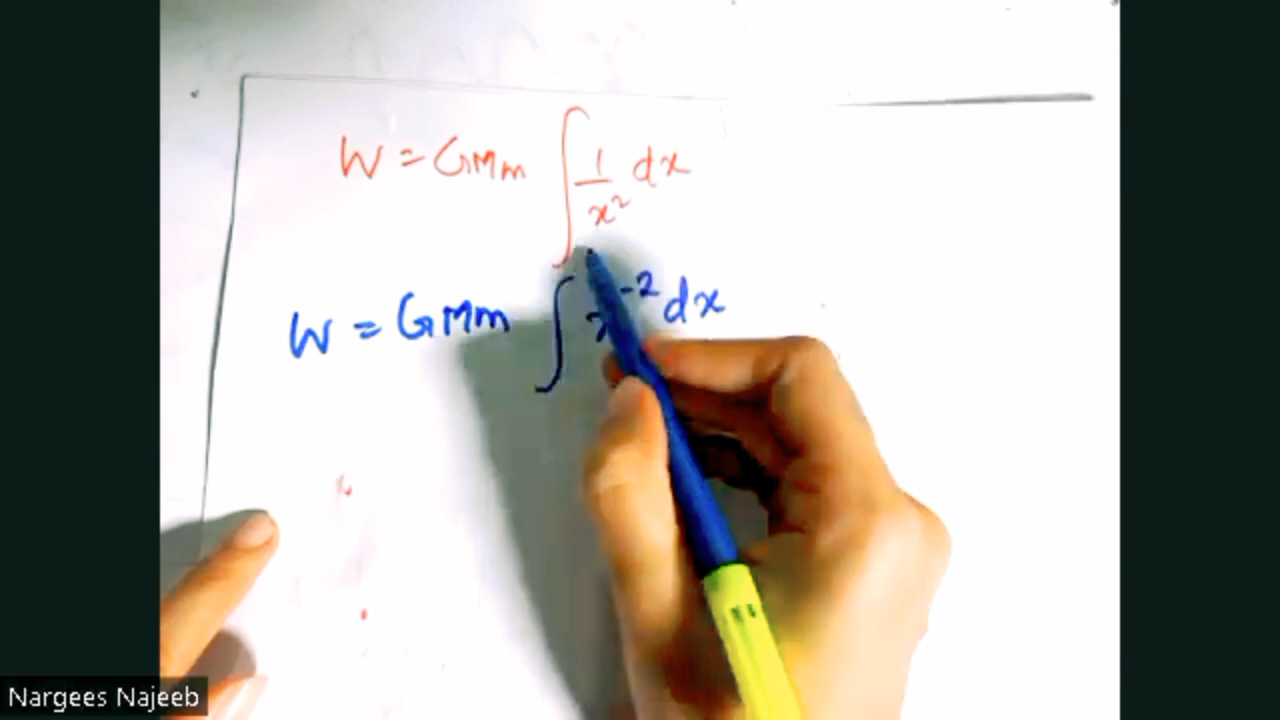 W = GMm ∫ 1/x² dx
W = GMm ∫ x⁻² dx
Nargees Najeeb